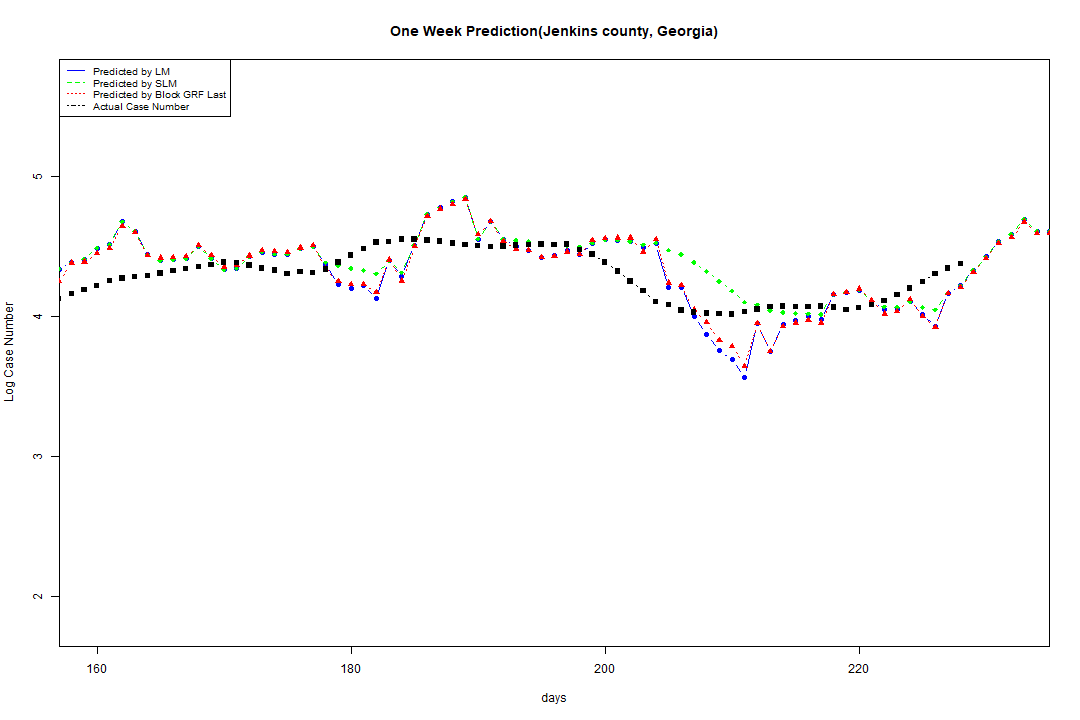 One Week Prediction(Jenkins county, Georgia)
Predicted by LM
Predicted by SLM
Predicted by Block GRF Last
Actual Case Number
5
4
3
2
Log Case Number
160 180 200 220
days